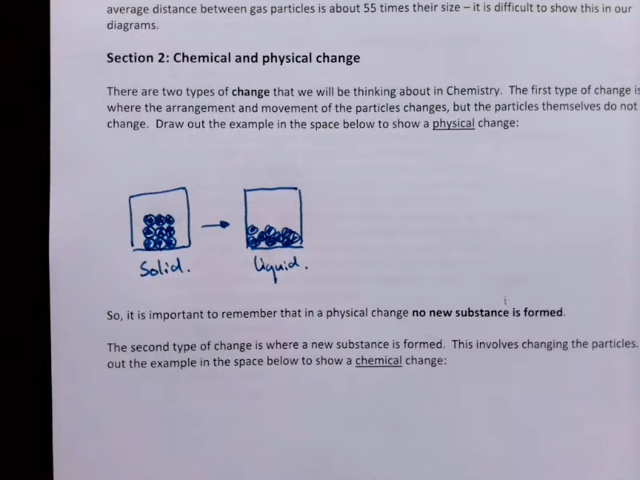 average distance between gas particles is about 55 times their size – it is difficult to show this in our
diagrams.
Section 2: Chemical and physical change
There are two types of change that we will be thinking about in Chemistry. The first type of change is
where the arrangement and movement of the particles changes, but the particles themselves do not
change. Draw out the example in the space below to show a physical change:
Solid. Liquid.
So, it is important to remember that in a physical change no new substance is formed.
The second type of change is where a new substance is formed. This involves changing the particles.
out the example in the space below to show a chemical change: